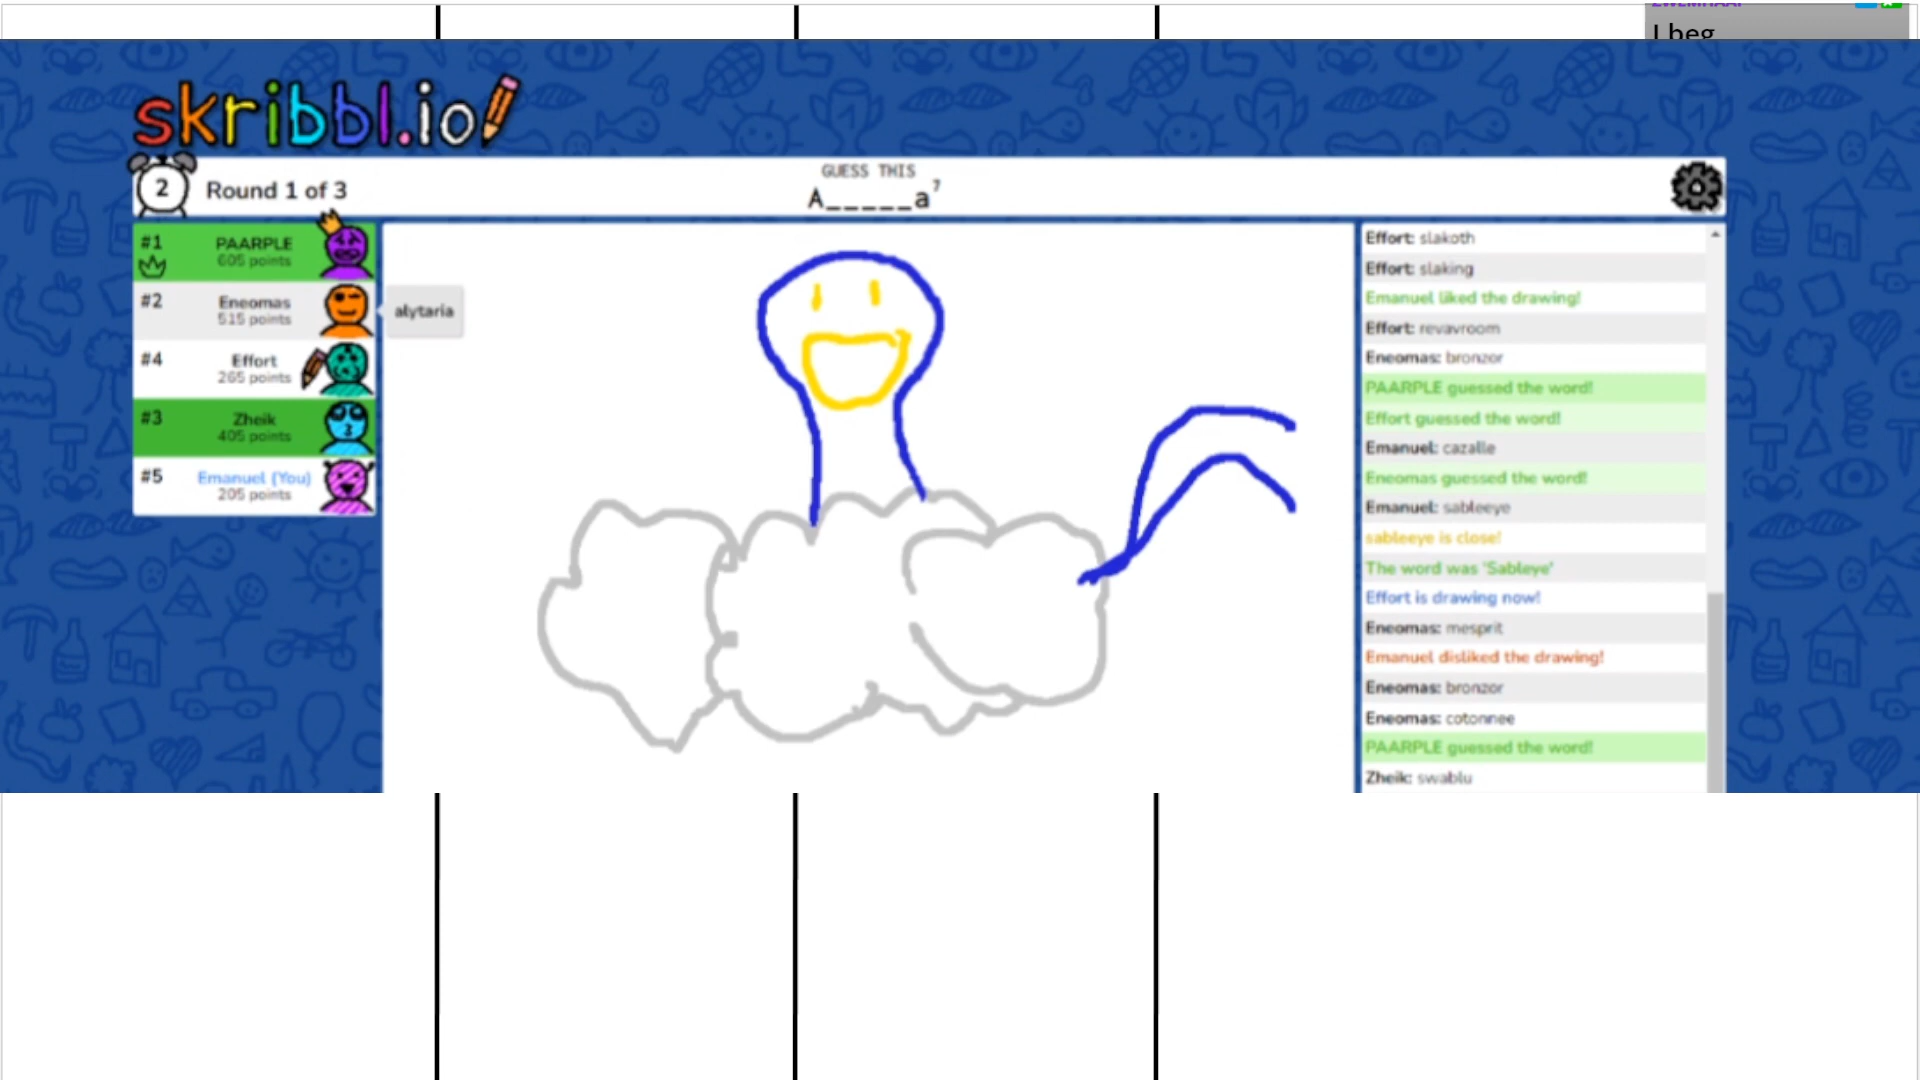 I beg
skribbl.io
2
Round 1 of 3
GUESS THIS
A_____a7
#1
PAARPLE
605 points
#2
Eneomas
515 points
alytaria
#4
Effort
265 points
#3
Zheik
405 points
#5
Emanuel (You)
205 points
Effort: slakoth
Effort: slaking
Emanuel liked the drawing!
Effort: revavroom
Eneomas: bronzor
PAARPLE guessed the word!
Effort guessed the word!
Emanuel: cazalle
Eneomas guessed the word!
Emanuel: sableeye
sableeye is close!
The word was 'Sableye'
Effort is drawing now!
Eneomas: mesprit
Emanuel disliked the drawing!
Eneomas: bronzor
Eneomas: cotonnee
PAARPLE guessed the word!
Zheik: swablu